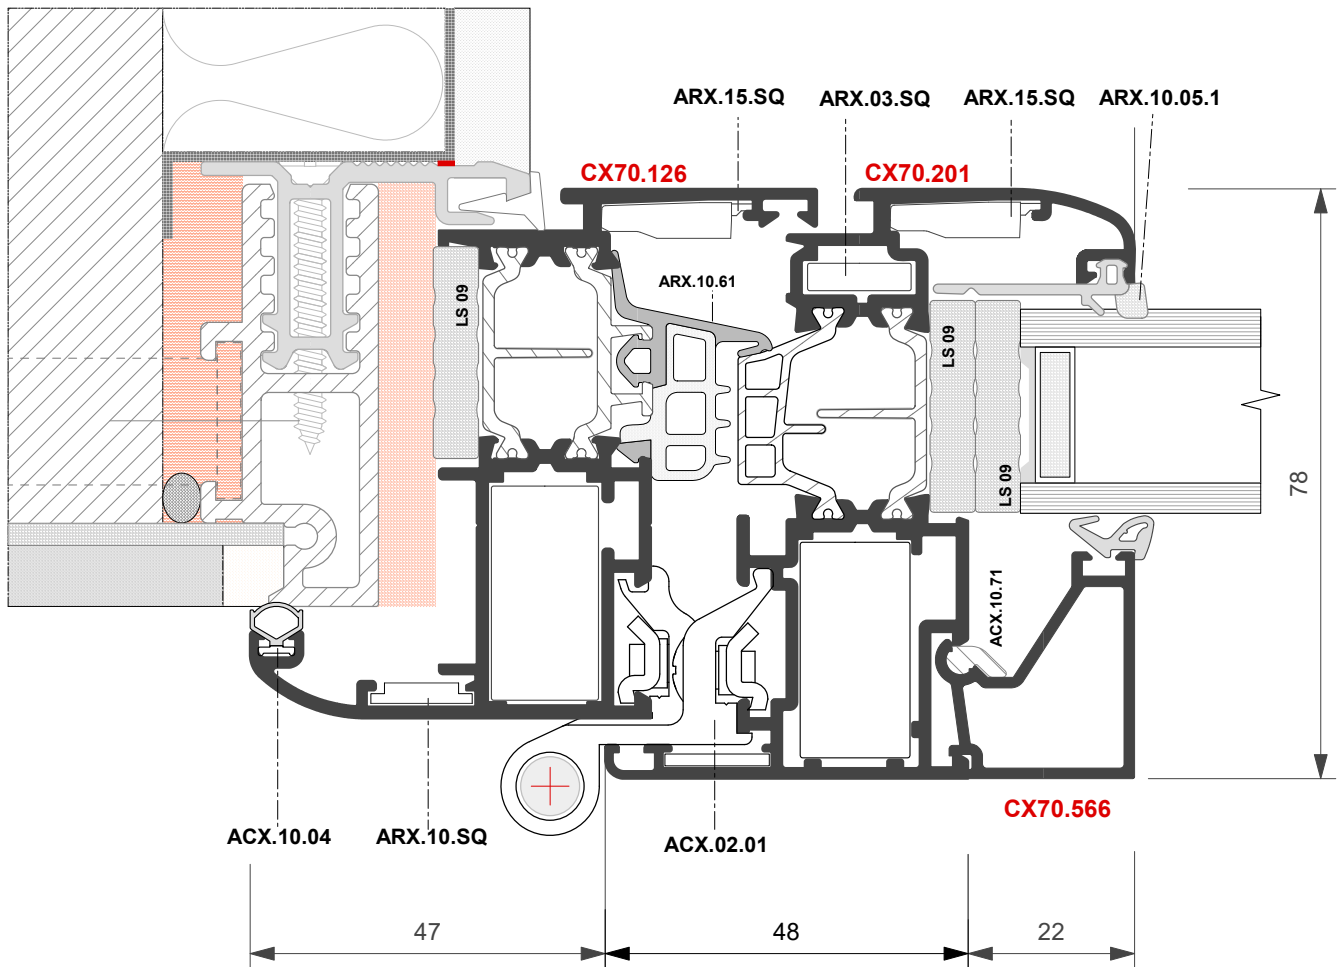 ARX.15.SQ
ARX.03.SQ
ARX.15.SQ
ARX.10.05.1
CX70.126
CX70.201
ARX.10.61
LS 09
LS 09
LS 09
78
ACX.10.71
CX70.566
ACX.10.04
ARX.10.SQ
ACX.02.01
47
48
22